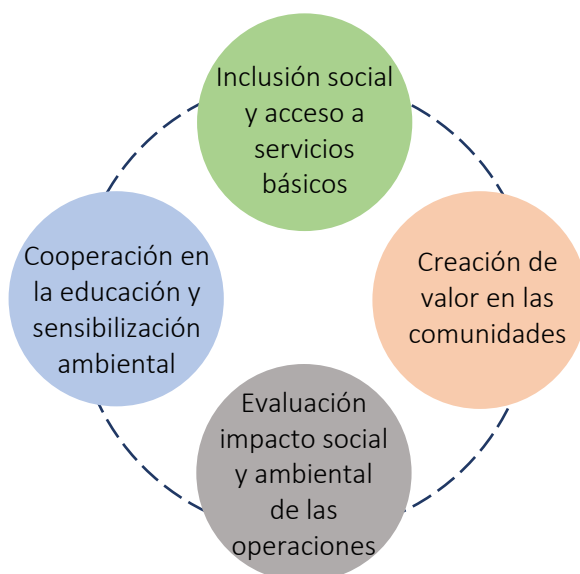 Inclusión social
y acceso a
servicios
básicos
Cooperación en
la educación y
sensibilización
ambiental
Creación de
valor en las
comunidades
Evaluación
impacto social
y ambiental
de las
operaciones